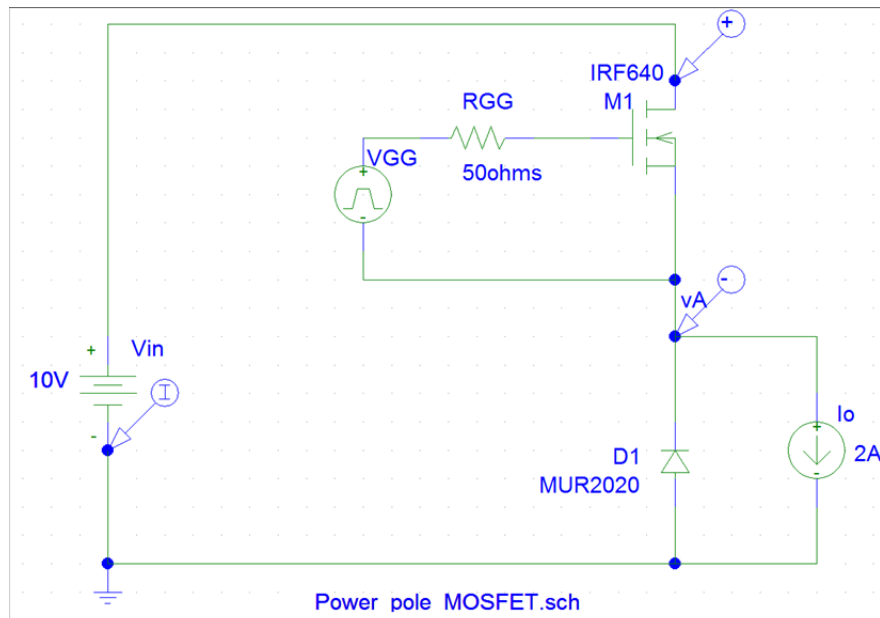 +
IRF640
M1
RGG
VGG
+
50ohms
-
-
vA
+
Vin
10V
I
-
Io
+
2A
-
D1
MUR2020
Power pole MOSFET.sch